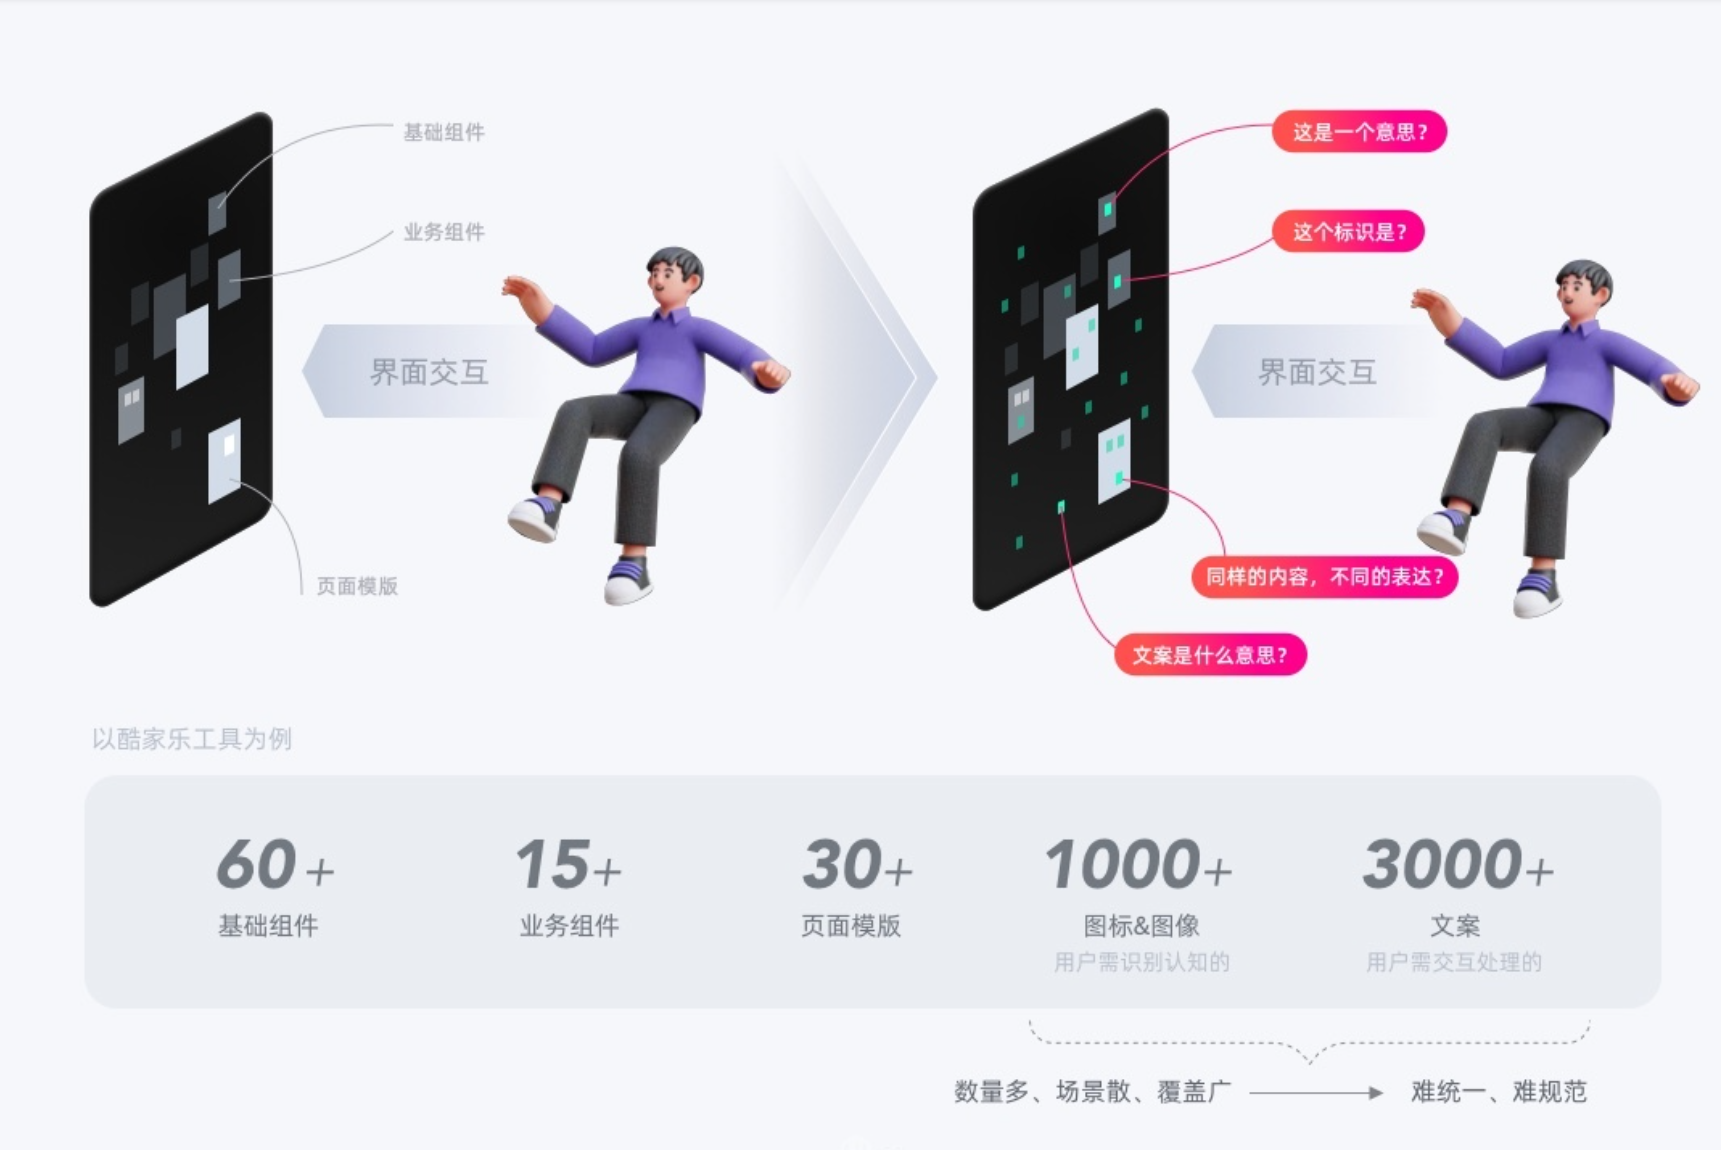 基础组件
业务组件
界面交互
页面模版
这是一个意思?
这个标识是?
界面交互
同样的内容，不同的表达?
文案是什么意思?
以酷家乐工具为例
60+
基础组件
15+
业务组件
30+
页面模版
1000+
图标&图像
用户需识别认知的
3000+
文案
用户需交互处理的
数量多、场景散、覆盖广
难统一、难规范